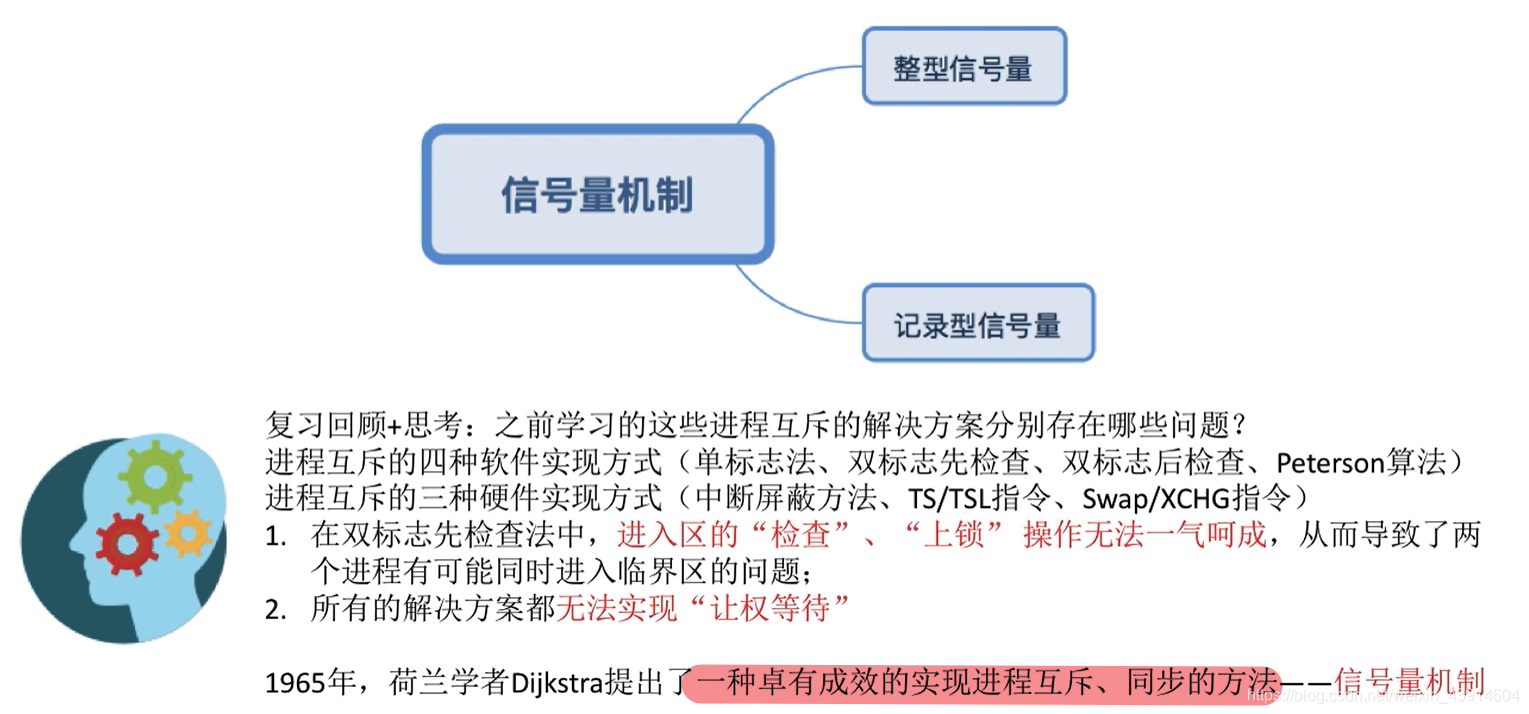 整型信号量
信号量机制
记录型信号量
复习回顾+思考：之前学习的这些进程互斥的解决方案分别存在哪些问题？
进程互斥的四种软件实现方式（单标志法、双标志先检查、双标志后检查、Peterson算法）
进程互斥的三种硬件实现方式（中断屏蔽方法、TS/TSL指令、Swap/XCHG指令）
1. 在双标志先检查法中，进入区的“检查”、“上锁” 操作无法一气呵成，从而导致了两
个进程有可能同时进入临界区的问题；
2. 所有的解决方案都无法实现“让权等待”
1965年，荷兰学者Dijkstra提出了一种卓有成效的实现进程互斥、同步的方法——信号量机制